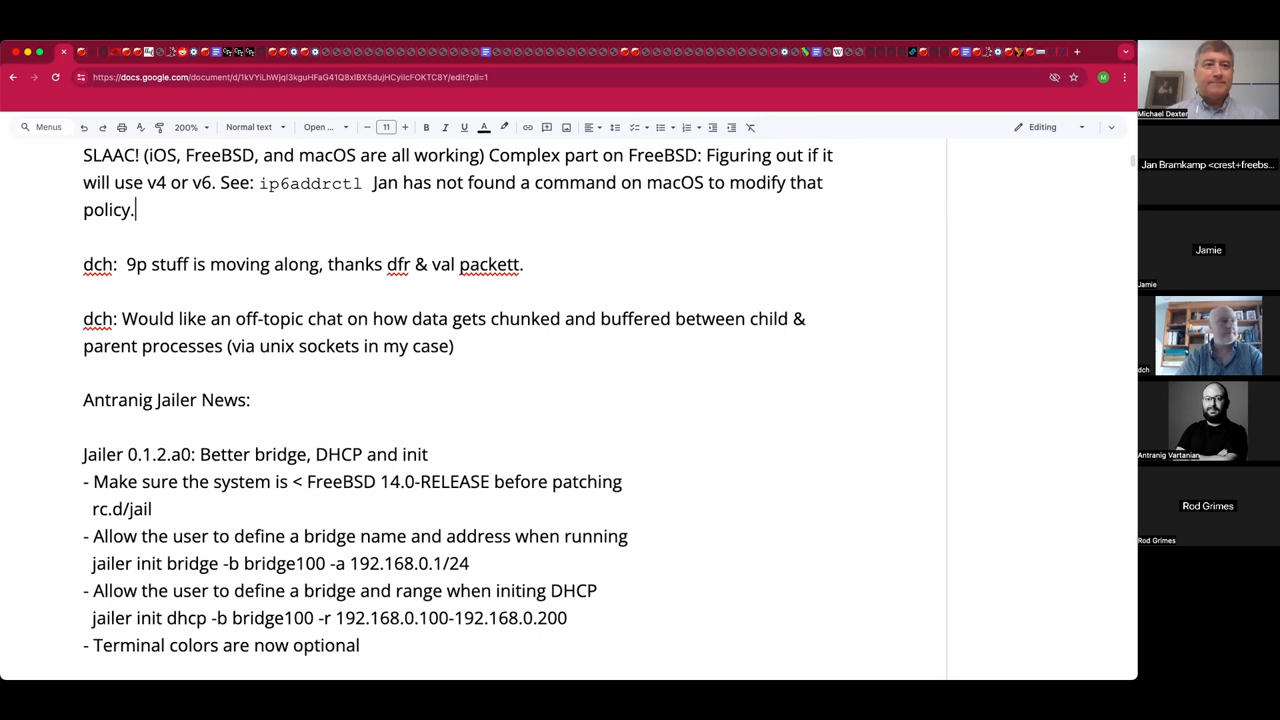 https://docs.google.com/document/d/1kVYiLhWjql3kguHFaG41Q8xlBX5dujHCyiIcFOKTC8Y/edit?pli=1
M
Menus
200%
Normal text
Open ...
11
Editing
SLAAC! (iOS, FreeBSD, and macOS are all working) Complex part on FreeBSD: Figuring out if it
will use v4 or v6. See: ip6addrctl Jan has not found a command on macOS to modify that
policy.
dch: 9p stuff is moving along, thanks dfr & val packett.
dch: Would like an off-topic chat on how data gets chunked and buffered between child &
parent processes (via unix sockets in my case)
Antranig Jailer News:
Jailer 0.1.2.a0: Better bridge, DHCP and init
- Make sure the system is < FreeBSD 14.0-RELEASE before patching
rc.d/jail
- Allow the user to define a bridge name and address when running
jailer init bridge -b bridge100 -a 192.168.0.1/24
- Allow the user to define a bridge and range when initing DHCP
jailer init dhcp -b bridge100 -r 192.168.0.100-192.168.0.200
- Terminal colors are now optional
Michael Dexter
Jan Bramkamp <crest+freebs...
Jamie
Jamie
dch
Antranig Vartanian
Rod Grimes
Rod Grimes